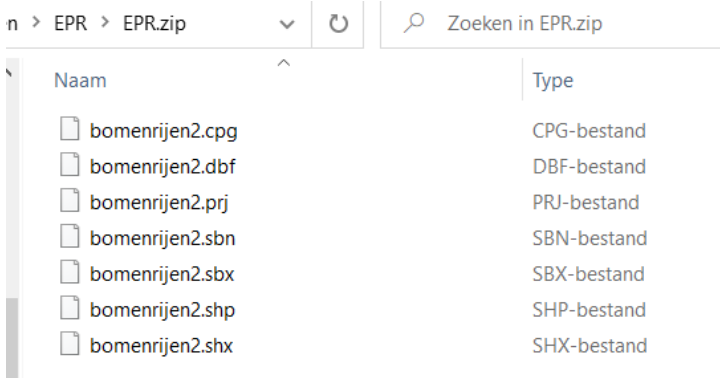 n > EPR > EPR.zip Zoeken in EPR.zip
Naam Type
bomenrijen2.cpg CPG-bestand
bomenrijen2.dbf DBF-bestand
bomenrijen2.prj PRJ-bestand
bomenrijen2.sbn SBN-bestand
bomenrijen2.sbx SBX-bestand
bomenrijen2.shp SHP-bestand
bomenrijen2.shx SHX-bestand